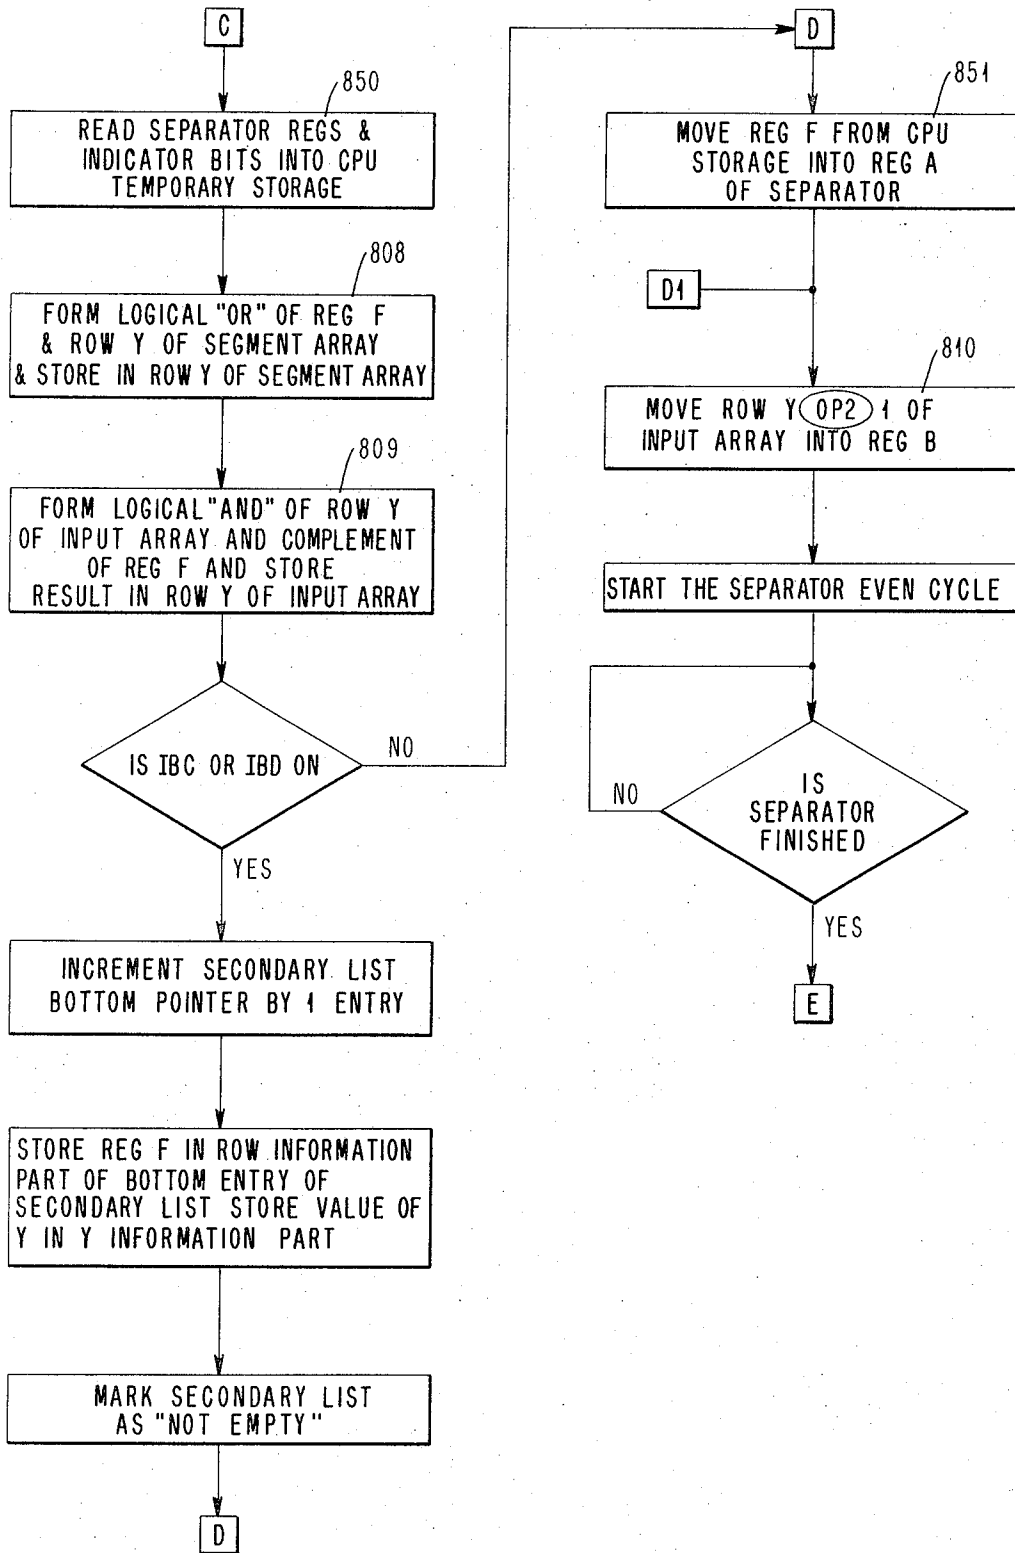 C
850
READ SEPARATOR REGS &
INDICATOR BITS INTO CPU
TEMPORARY STORAGE
808
FORM LOGICAL "OR" OF REG F
& ROW Y OF SEGMENT ARRAY
& STORE IN ROW Y OF SEGMENT ARRAY
809
FORM LOGICAL "AND" OF ROW Y
OF INPUT ARRAY AND COMPLEMENT
OF REG F AND STORE
RESULT IN ROW Y OF INPUT ARRAY
IS IBC OR IBD ON
NO
YES
INCREMENT SECONDARY LIST
BOTTOM POINTER BY 1 ENTRY
STORE REG F IN ROW INFORMATION
PART OF BOTTOM ENTRY OF
SECONDARY LIST STORE VALUE OF
Y IN Y INFORMATION PART
MARK SECONDARY LIST
AS "NOT EMPTY"
D
D
851
MOVE REG F FROM CPU
STORAGE INTO REG A
OF SEPARATOR
D1
810
MOVE ROW Y OP2 1 OF
INPUT ARRAY INTO REG B
START THE SEPARATOR EVEN CYCLE
NO
IS
SEPARATOR
FINISHED
YES
E